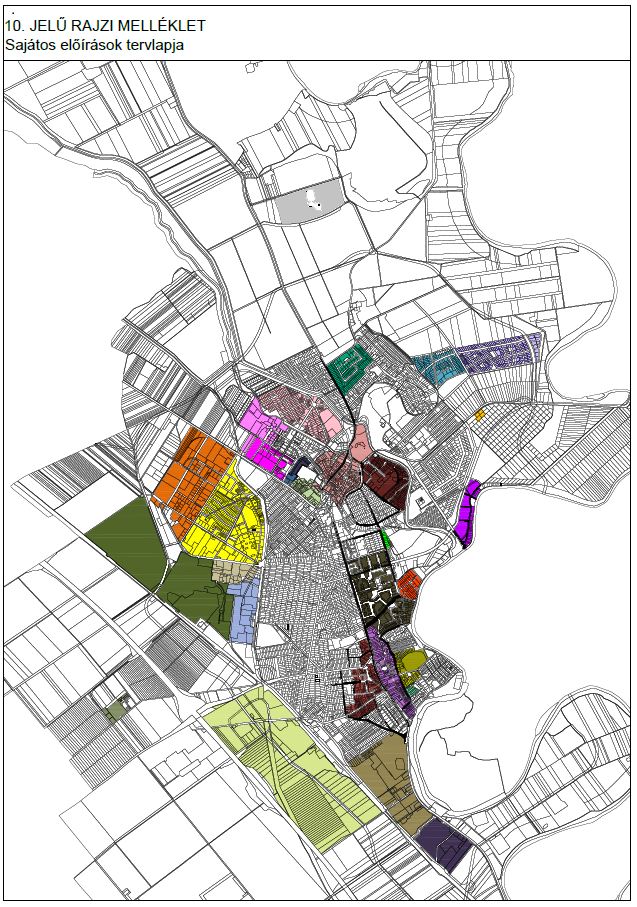 10. JELŰ RAJZI MELLÉKLET
Sajátos előírások tervlapja